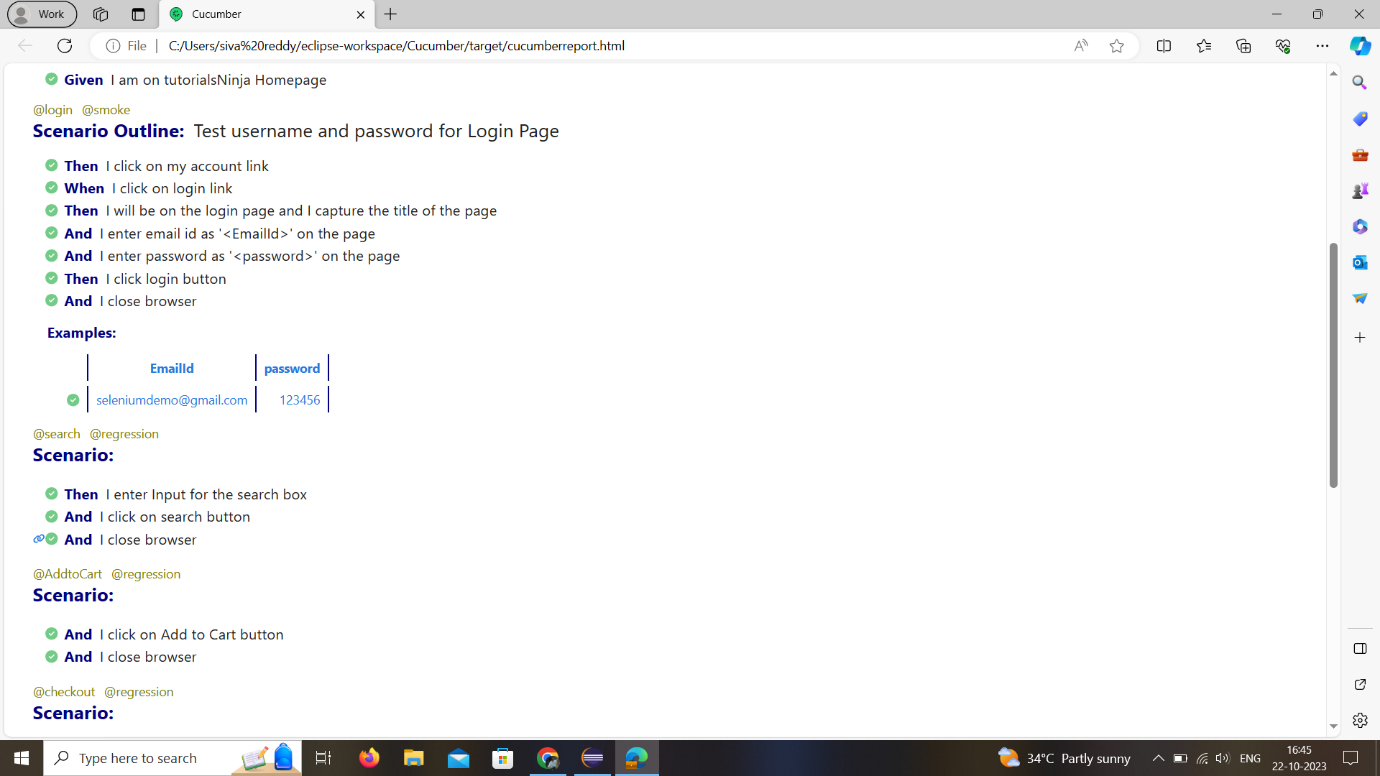 Work
Cucumber
File
C:/Users/siva%20reddy/eclipse-workspace/Cucumber/target/cucumberreport.html
Given I am on tutorialsNinja Homepage
@login @smoke
Scenario Outline: Test username and password for Login Page
Then I click on my account link
When I click on login link
Then I will be on the login page and I capture the title of the page
And I enter email id as '<EmailId>' on the page
And I enter password as '<password>' on the page
Then I click login button
And I close browser
Examples:
EmailId password
seleniumdemo@gmail.com 123456
@search @regression
Scenario:
Then I enter Input for the search box
And I click on search button
And I close browser
@AddtoCart @regression
Scenario:
And I click on Add to Cart button
And I close browser
@checkout @regression
Scenario:
Type here to search
34°C Partly sunny
ENG
16:45
22-10-2023